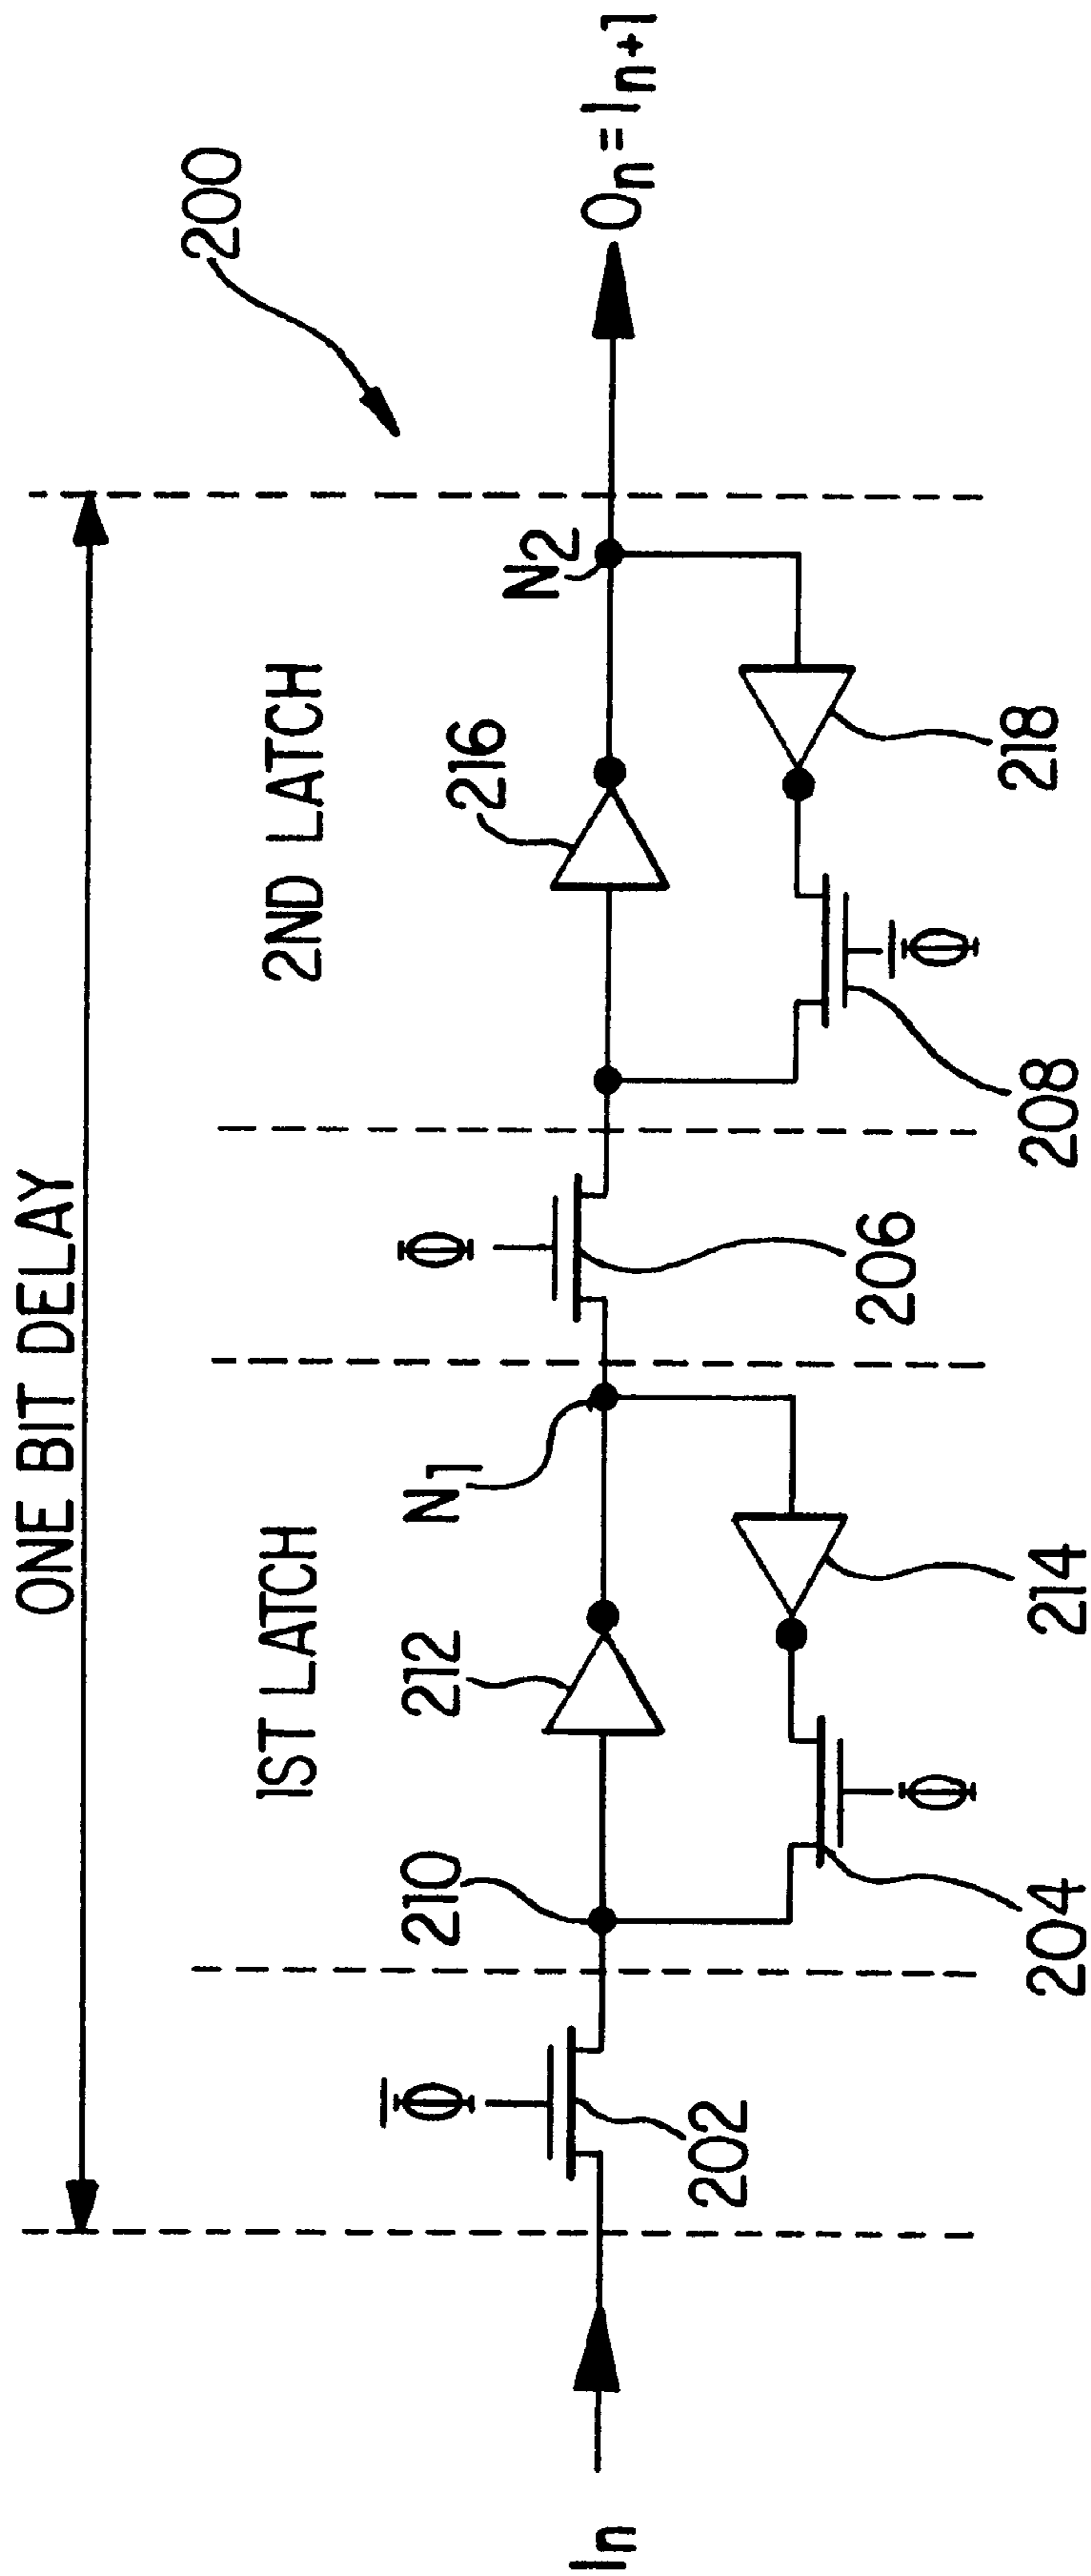 ONE BIT DELAY
200
1ST LATCH
2ND LATCH
Φ̅
Φ
210
212
N1
216
N2
In
On = In+1
202
206
Φ
Φ̅
204
214
208
218